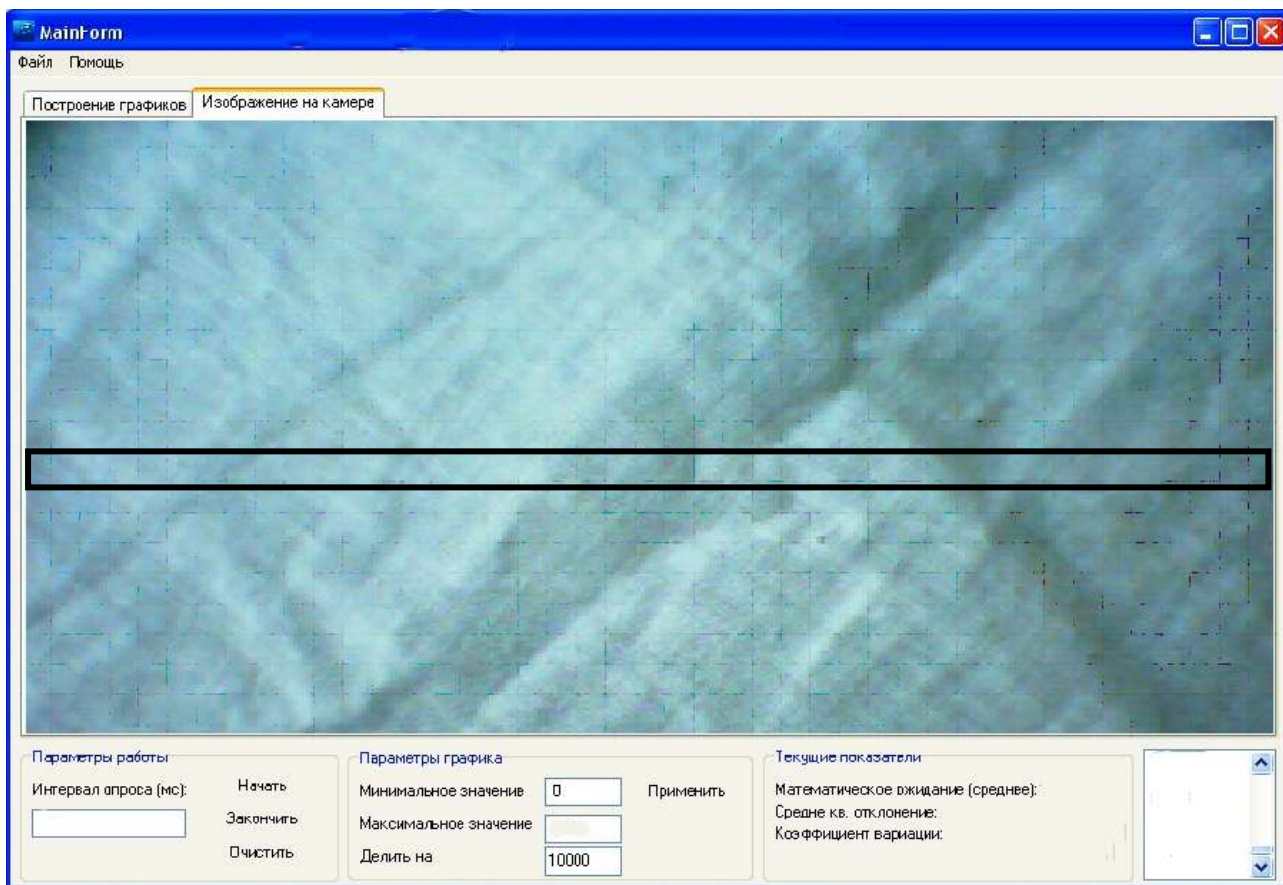 MainForm
Файл Помощь
Построение графиков Изображение на камере
Параметры работы
Интервал опроса (мс):
Начать
Закончить
Очистить
Параметры графика
Минимальное значение 0 Применить
Максимальное значение
Делить на 10000
Текущие показатели
Математическое ожидание (среднее):
Средне кв. отклонение:
Коэффициент вариации: